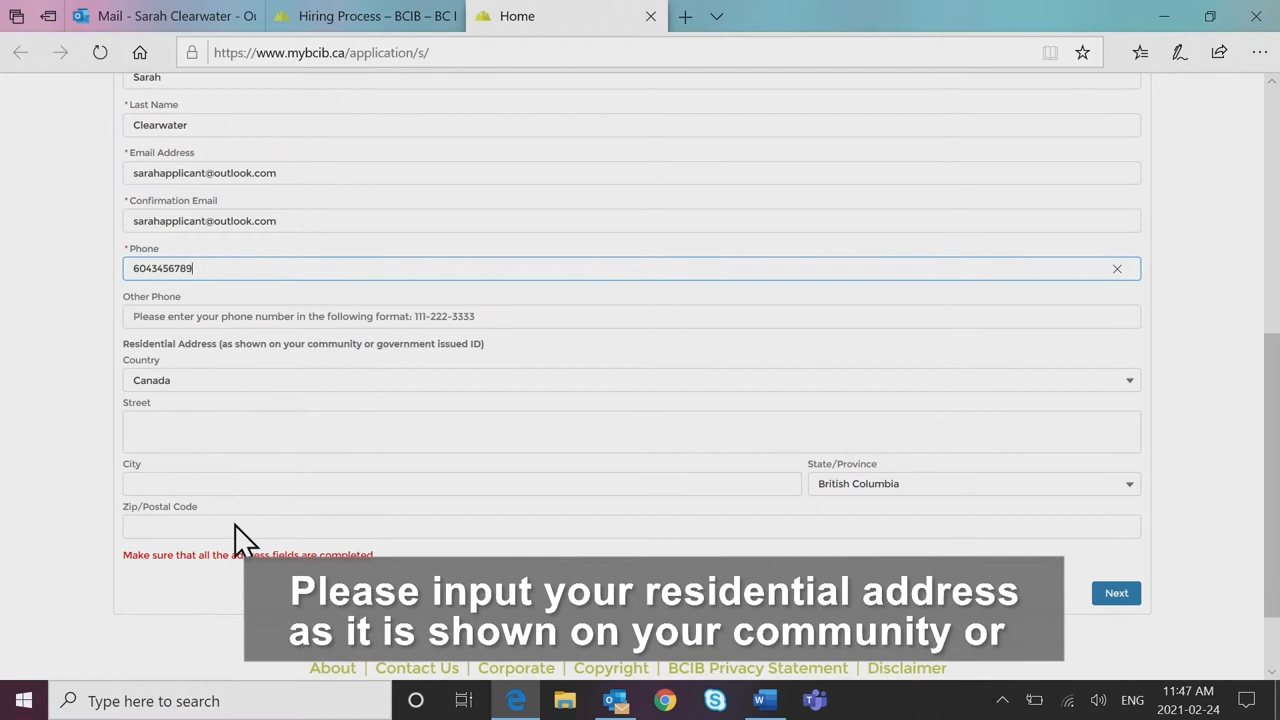 Mail - Sarah Clearwater - Ou
Hiring Process – BCIB – BC I
Home
https://www.mybcib.ca/application/s/
Sarah
*Last Name
Clearwater
*Email Address
sarahapplicant@outlook.com
*Confirmation Email
sarahapplicant@outlook.com
*Phone
6043456789
Other Phone
Please enter your phone number in the following format: 111-222-3333
Residential Address (as shown on your community or government issued ID)
Country
Canada
Street
City
State/Province
British Columbia
Zip/Postal Code
Make sure that all the address fields are completed
Next
Please input your residential address
as it is shown on your community or
About | Contact Us | Corporate | Copyright | BCIB Privacy Statement | Disclaimer
Type here to search
ENG
11:47 AM
2021-02-24